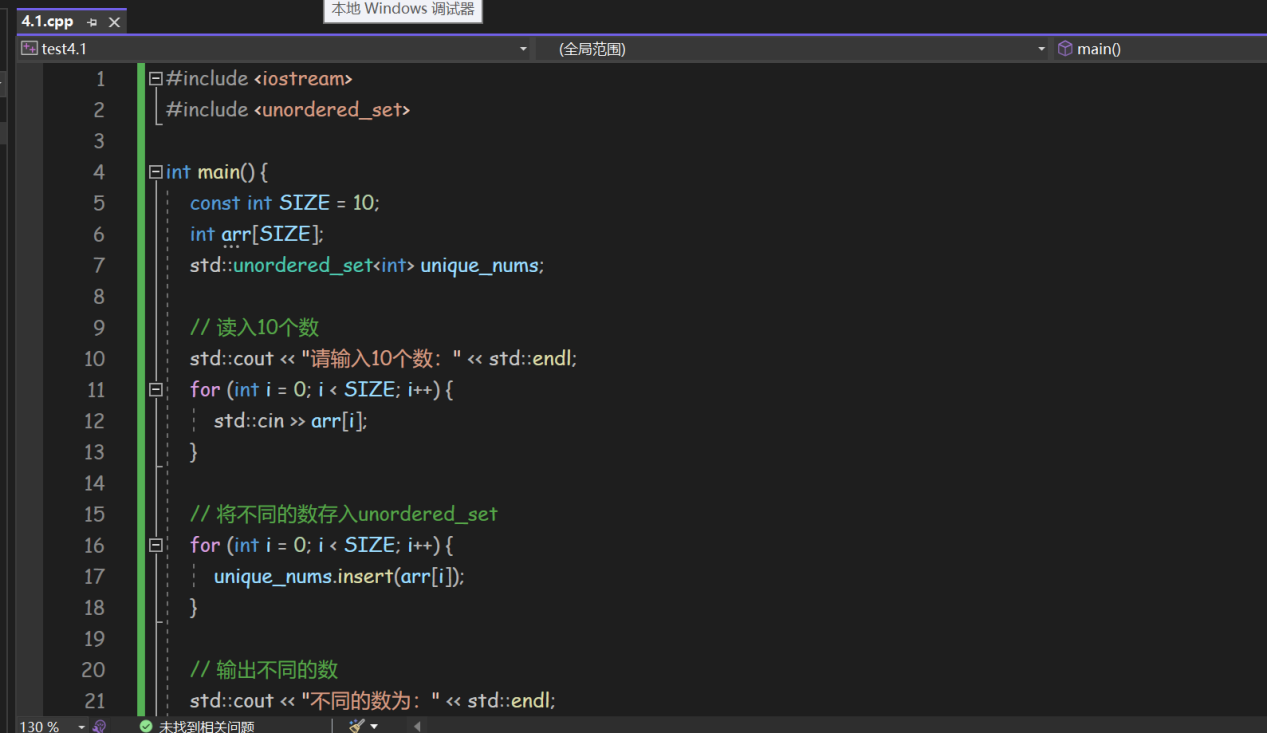 本地 Windows 调试器
4.1.cpp
test4.1 (全局范围) main()
1 #include <iostream>
2 #include <unordered_set>
3
4 int main() {
5 const int SIZE = 10;
6 int arr[SIZE];
7 std::unordered_set<int> unique_nums;
8
9 // 读入10个数
10 std::cout << "请输入10个数：" << std::endl;
11 for (int i = 0; i < SIZE; i++) {
12 std::cin >> arr[i];
13 }
14
15 // 将不同的数存入unordered_set
16 for (int i = 0; i < SIZE; i++) {
17 unique_nums.insert(arr[i]);
18 }
19
20 // 输出不同的数
21 std::cout << "不同的数为：" << std::endl;
130 % 未找到相关问题